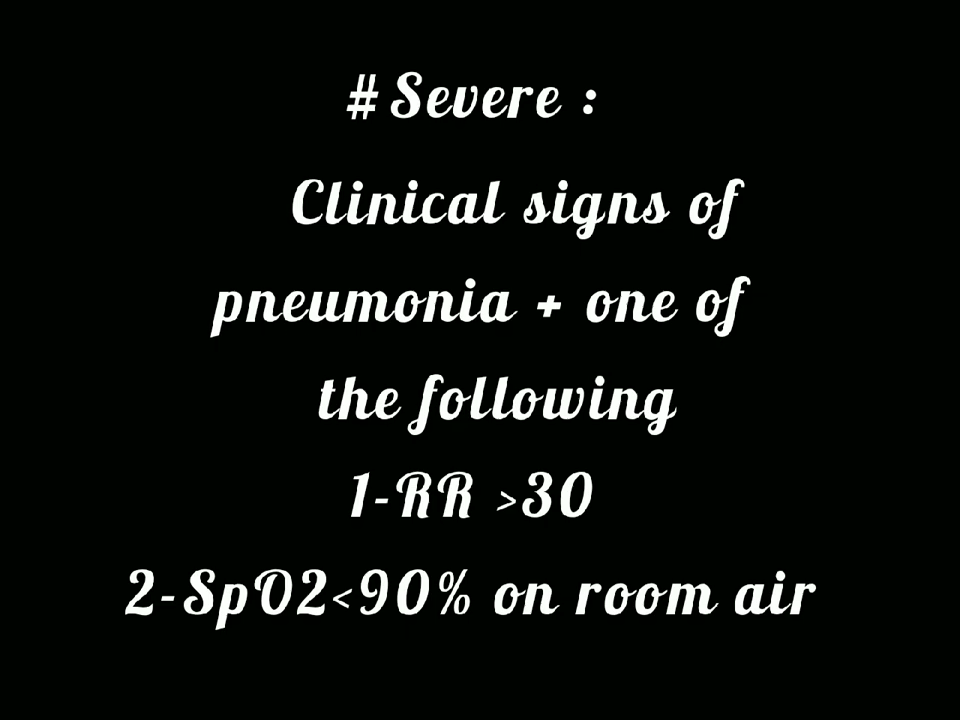 # Severe :
Clinical signs of
pneumonia + one of
the following
1-RR >30
2-SpO2<90% on room air